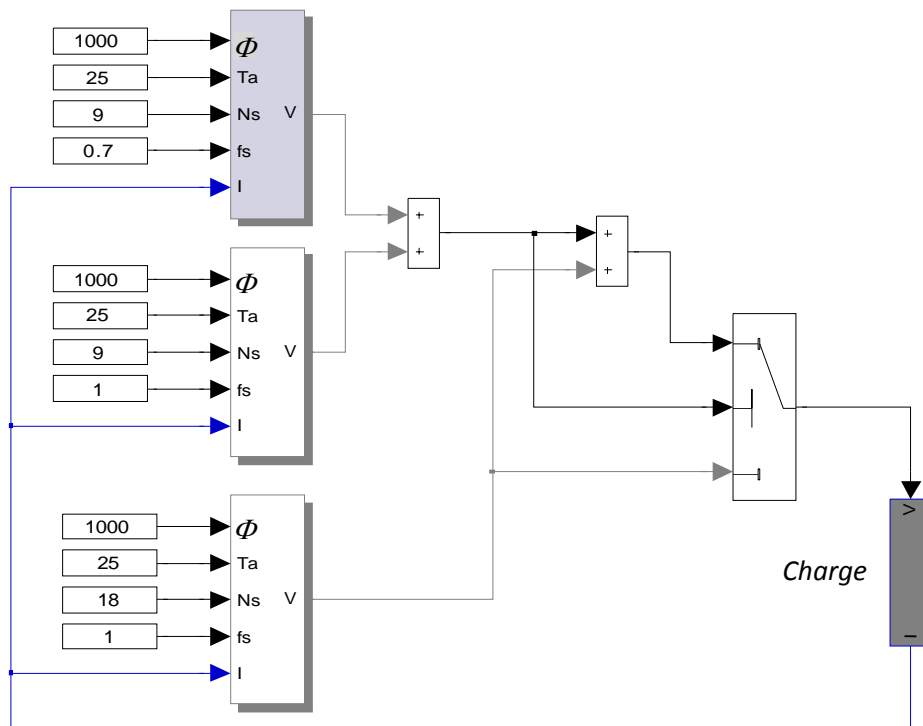 1000 Φ
25 Ta
9 Ns V
0.7 fs
I
+
+
+
+
1000 Φ
25 Ta
9 Ns V
1 fs
I
1000 Φ
25 Ta
18 Ns V
1 fs
I
V
Charge
I